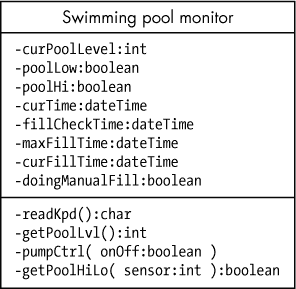 Swimming pool monitor
-curPoolLevel:int
-poolLow:boolean
-poolHi:boolean
-curTime:dateTime
-fillCheckTime:dateTime
-maxFillTime:dateTime
-curFillTime:dateTime
-doingManualFill:boolean
-readKpd():char
-getPoolLvl():int
-pumpCtrl( onOff:boolean )
-getPoolHiLo( sensor:int ):boolean